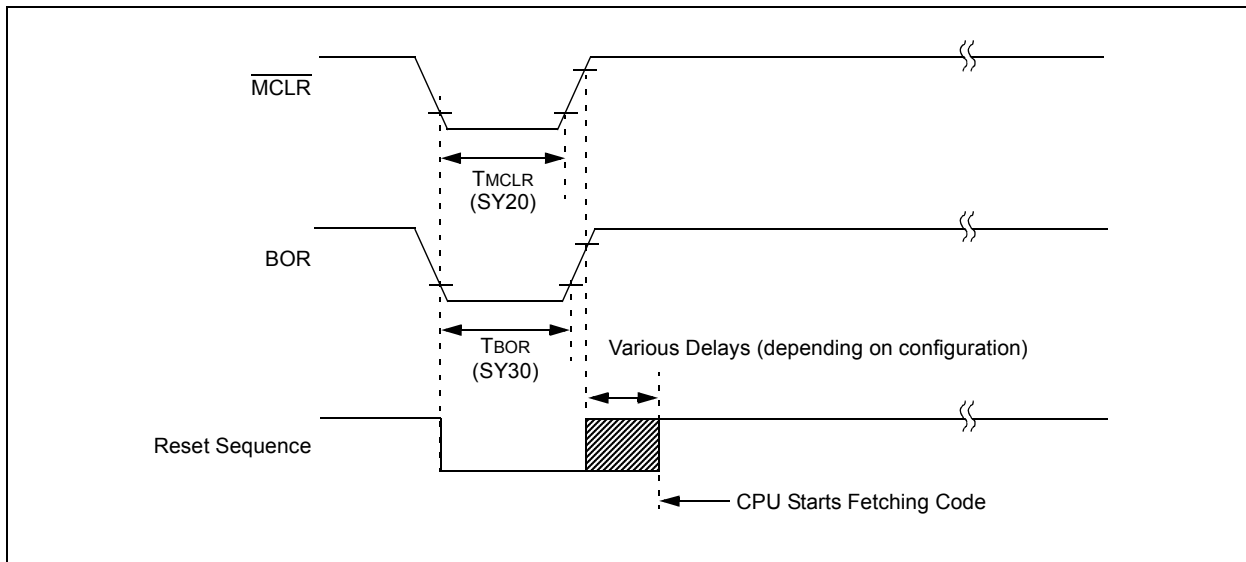 MCLR
TMCLR
(SY20)
BOR
TBOR
(SY30)
Various Delays (depending on configuration)
Reset Sequence
CPU Starts Fetching Code